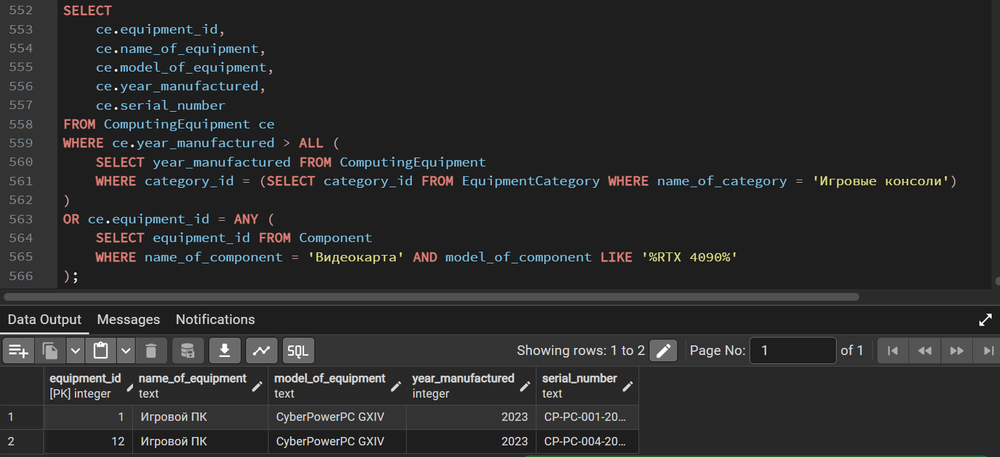 552 SELECT
553 ce.equipment_id,
554 ce.name_of_equipment,
555 ce.model_of_equipment,
556 ce.year_manufactured,
557 ce.serial_number
558 FROM ComputingEquipment ce
559 WHERE ce.year_manufactured > ALL (
560 SELECT year_manufactured FROM ComputingEquipment
561 WHERE category_id = (SELECT category_id FROM EquipmentCategory WHERE name_of_category = 'Игровые консоли')
562 )
563 OR ce.equipment_id = ANY (
564 SELECT equipment_id FROM Component
565 WHERE name_of_component = 'Видеокарта' AND model_of_component LIKE '%RTX 4090%'
566 );
Data Output Messages Notifications
SQL Showing rows: 1 to 2 Page No: 1 of 1
equipment_id name_of_equipment model_of_equipment year_manufactured serial_number
[PK] integer text text integer text
1 1 Игровой ПК CyberPowerPC GXIV 2023 CP-PC-001-20…
2 12 Игровой ПК CyberPowerPC GXIV 2023 CP-PC-004-20…